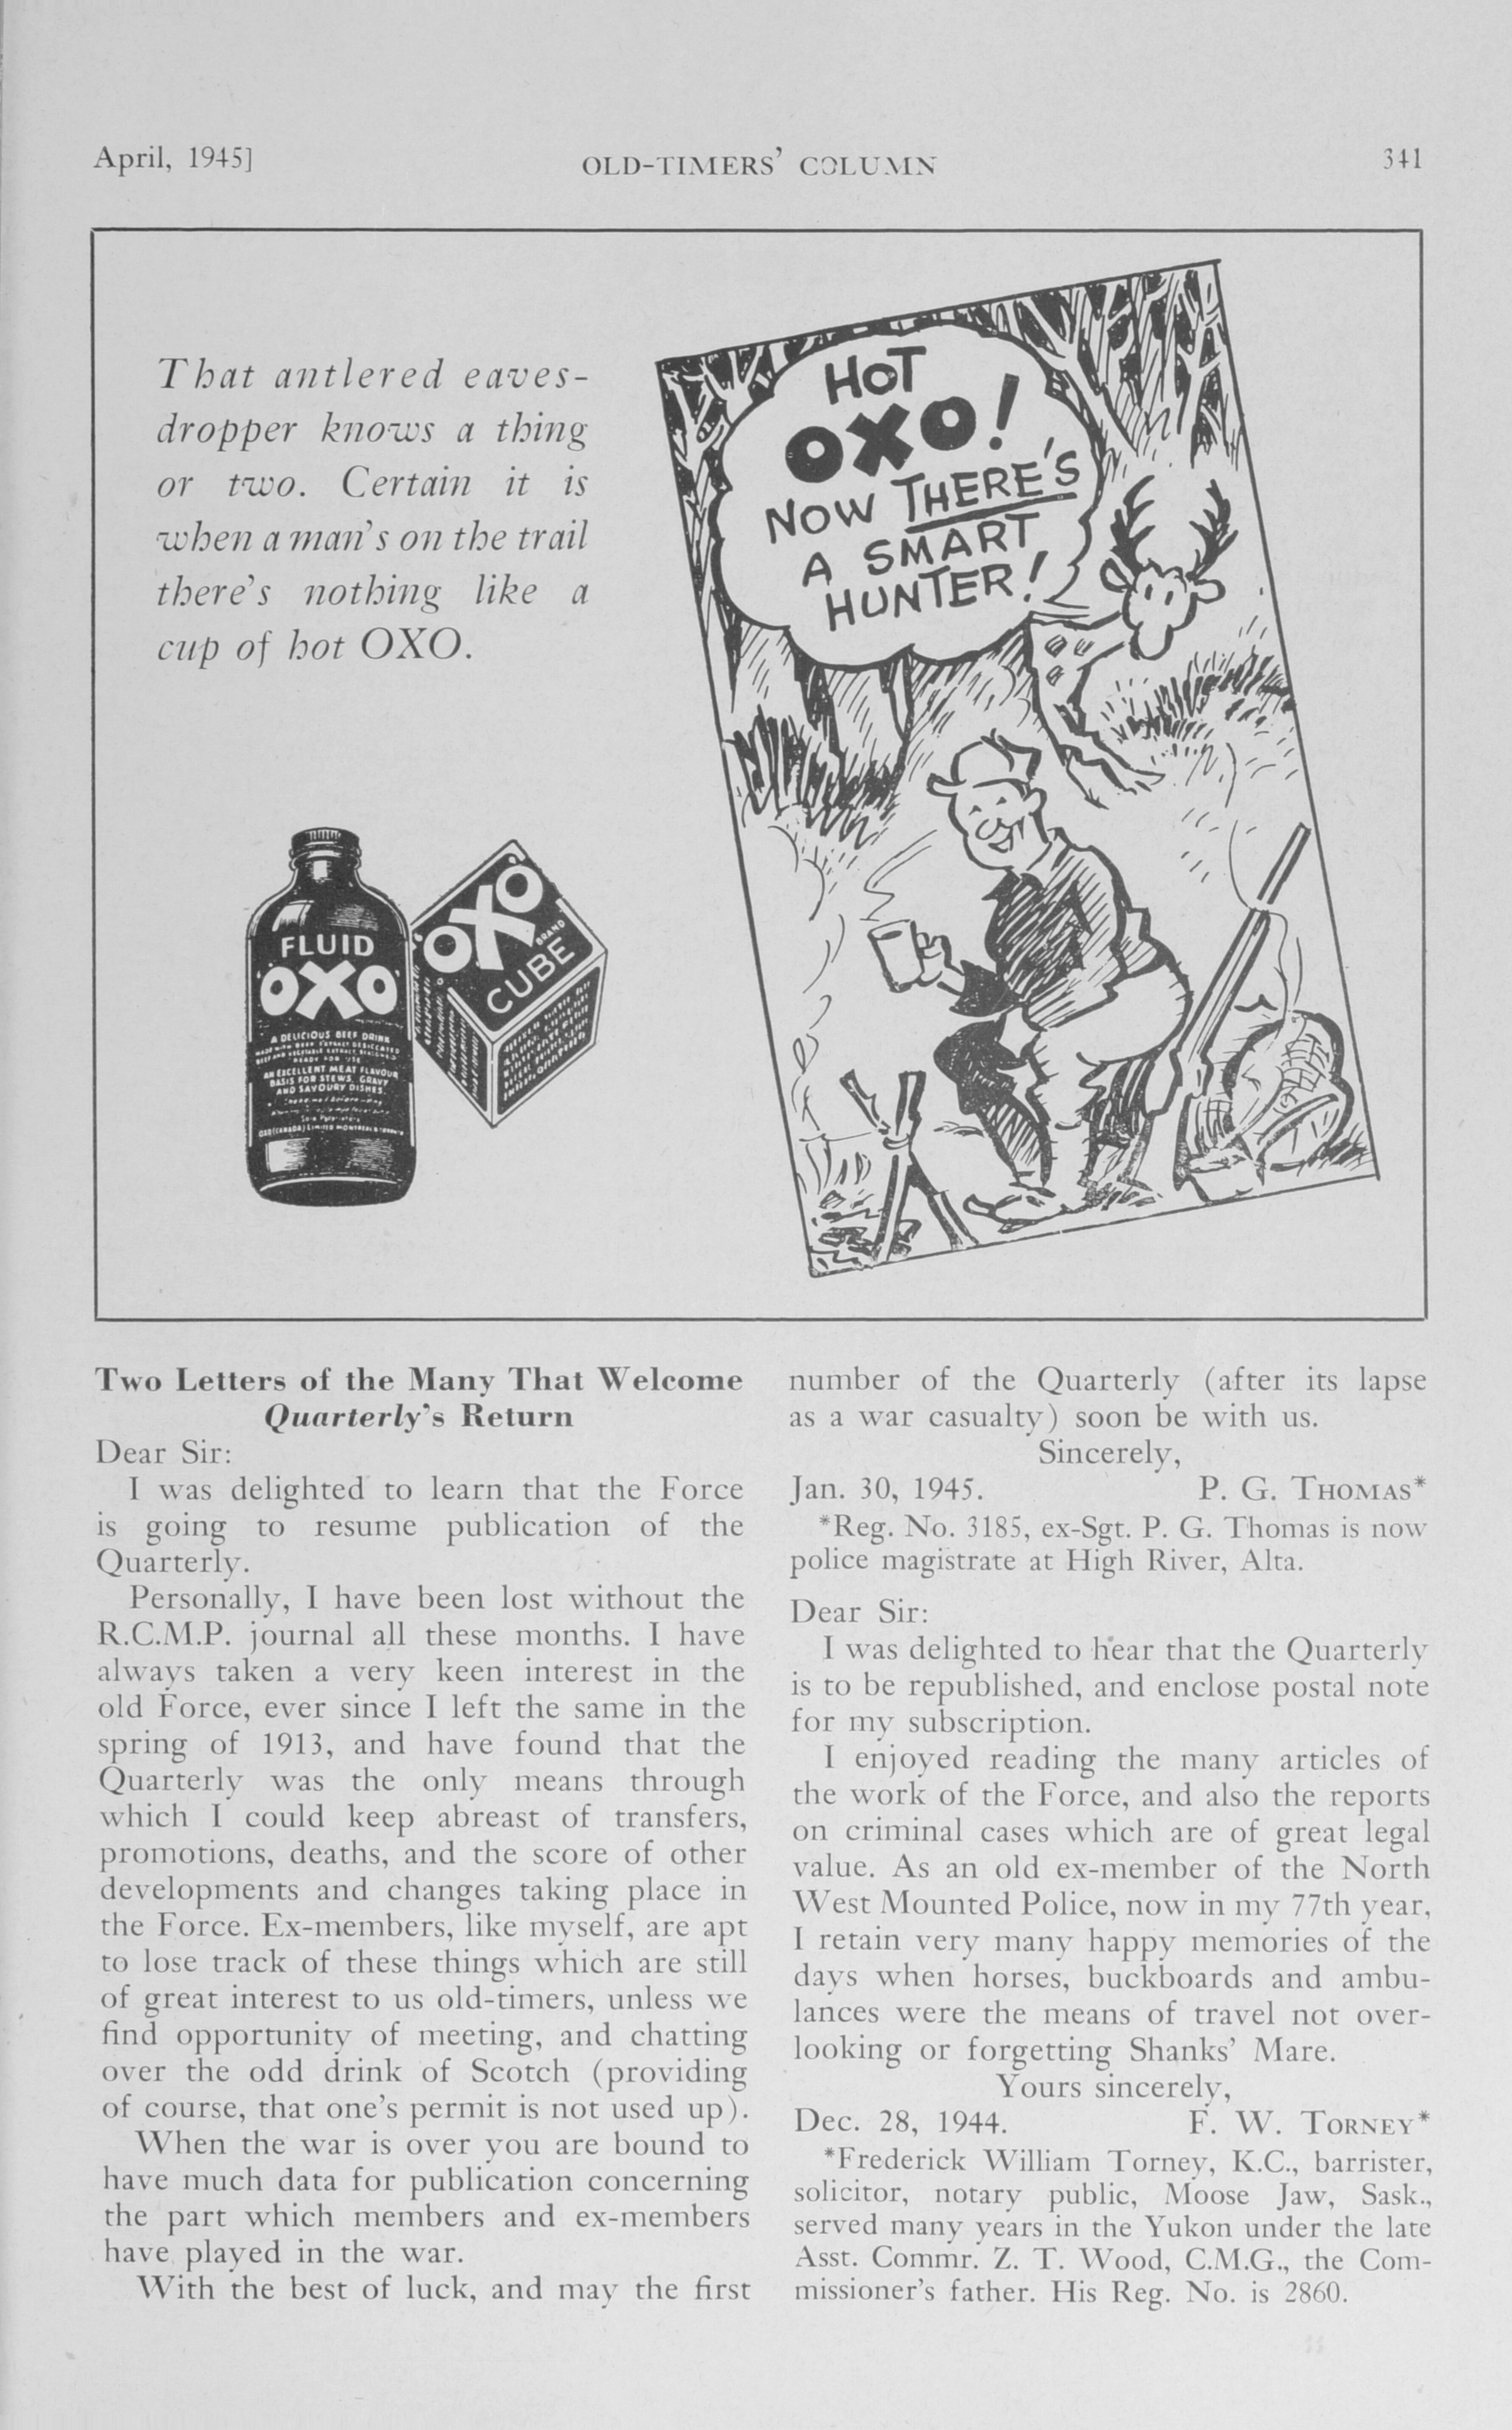 April, 1945]
OLD-TIMERS' COLUMN
341
That antlered eaves-
dropper knows a thing
or two. Certain it is
when a man's on the trail
there's nothing like a
cup of hot OXO.
HOT
OXO!
NOW THERE'S
A SMART
HUNTER!
FLUID
OXO
A DELICIOUS BEEF DRINK
MADE WITH BEEF EXTRACT DESICCATED
BEEF AND VEGETABLE EXTRACT
READY FOR USE
AN EXCELLENT MEAT FLAVOUR
BASIS FOR STEWS, GRAVY
AND SAVOURY DISHES.
OXO (CANADA) LIMITED MONTREAL & TORONTO
OXO
BRAND
CUBE
Two Letters of the Many That Welcome
Quarterly's Return
Dear Sir:
I was delighted to learn that the Force
is going to resume publication of the
Quarterly.
Personally, I have been lost without the
R.C.M.P. journal all these months. I have
always taken a very keen interest in the
old Force, ever since I left the same in the
spring of 1913, and have found that the
Quarterly was the only means through
which I could keep abreast of transfers,
promotions, deaths, and the score of other
developments and changes taking place in
the Force. Ex-members, like myself, are apt
to lose track of these things which are still
of great interest to us old-timers, unless we
find opportunity of meeting, and chatting
over the odd drink of Scotch (providing
of course, that one's permit is not used up).
When the war is over you are bound to
have much data for publication concerning
the part which members and ex-members
have played in the war.
With the best of luck, and may the first
number of the Quarterly (after its lapse
as a war casualty) soon be with us.
Sincerely,
Jan. 30, 1945. P. G. THOMAS*
*Reg. No. 3185, ex-Sgt. P. G. Thomas is now
police magistrate at High River, Alta.
Dear Sir:
I was delighted to hear that the Quarterly
is to be republished, and enclose postal note
for my subscription.
I enjoyed reading the many articles of
the work of the Force, and also the reports
on criminal cases which are of great legal
value. As an old ex-member of the North
West Mounted Police, now in my 77th year,
I retain very many happy memories of the
days when horses, buckboards and ambu-
lances were the means of travel not over-
looking or forgetting Shanks' Mare.
Yours sincerely,
Dec. 28, 1944. F. W. TORNEY*
*Frederick William Torney, K.C., barrister,
solicitor, notary public, Moose Jaw, Sask.,
served many years in the Yukon under the late
Asst. Commr. Z. T. Wood, C.M.G., the Com-
missioner's father. His Reg. No. is 2860.